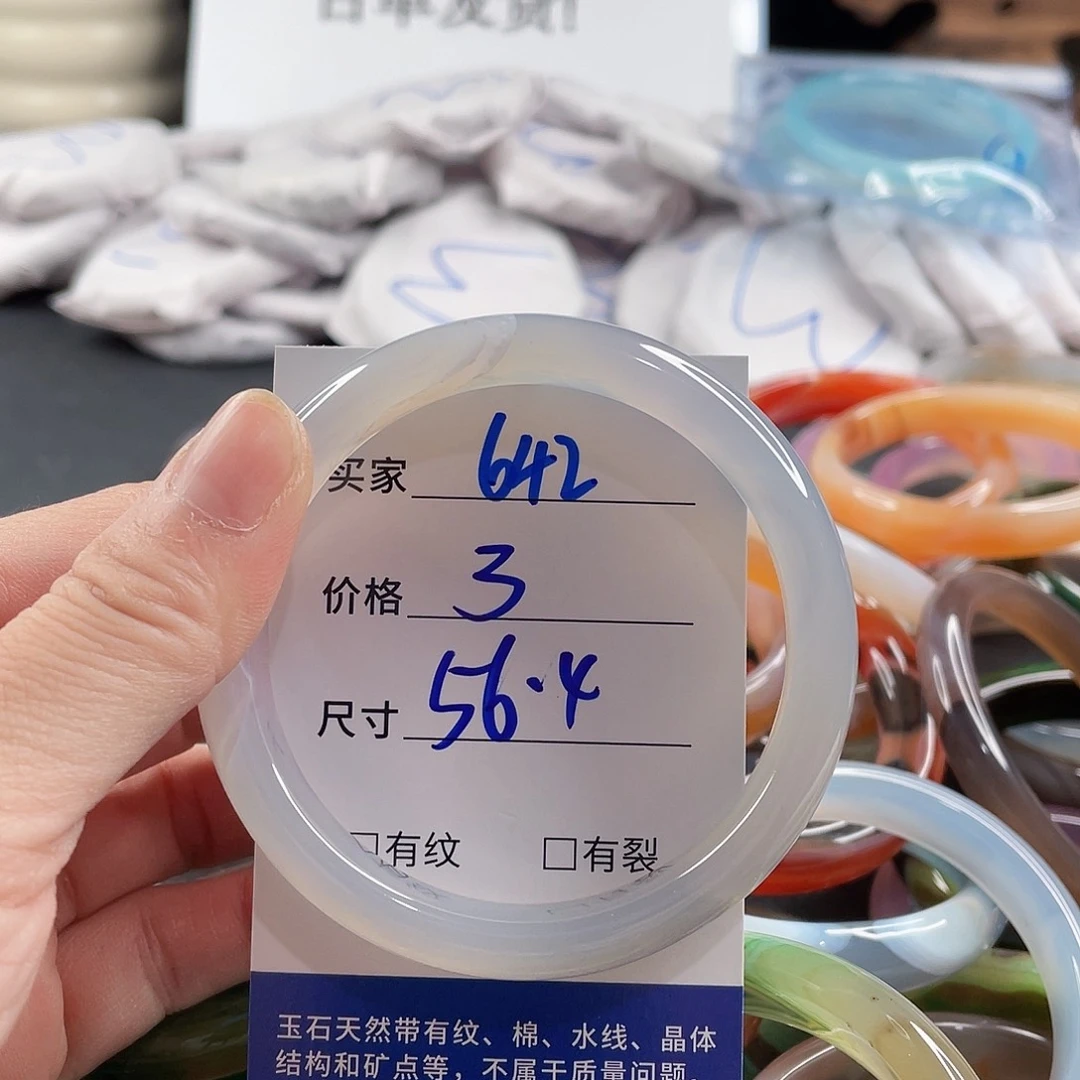 买家 642
价格 3
尺寸 56.4
□有纹 □有裂
玉石天然带有纹、棉、水线、晶体
结构和矿点等，不属于质量问题。